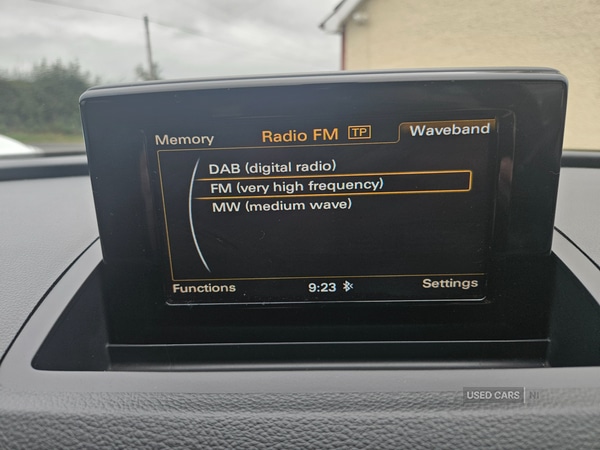 Memory Radio FM TP Waveband
DAB (digital radio)
FM (very high frequency)
MW (medium wave)
Functions 9:23 Settings
USED CARS NI